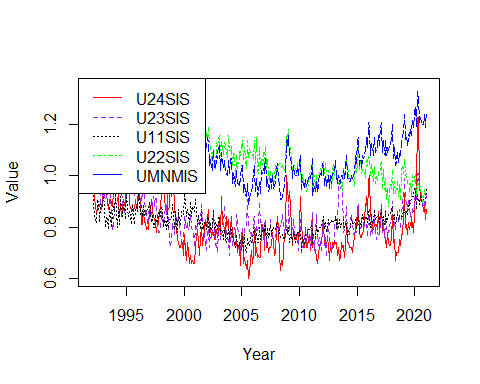 U24SIS
U23SIS
U11SIS
U22SIS
UMNMIS
Value
0.6
0.8
1.0
1.2
1995
2000
2005
2010
2015
2020
Year